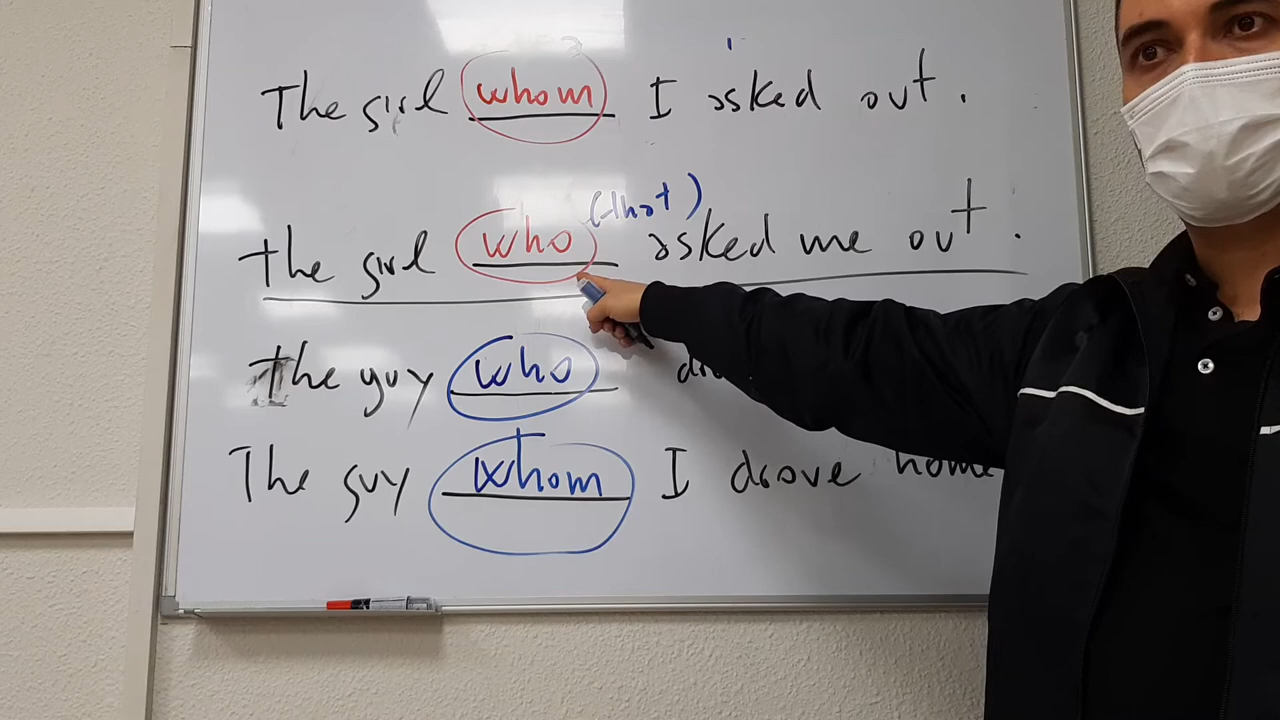 The girl whom I asked out.
the girl who (that) asked me out.
the guy who
The guy whom I drove home